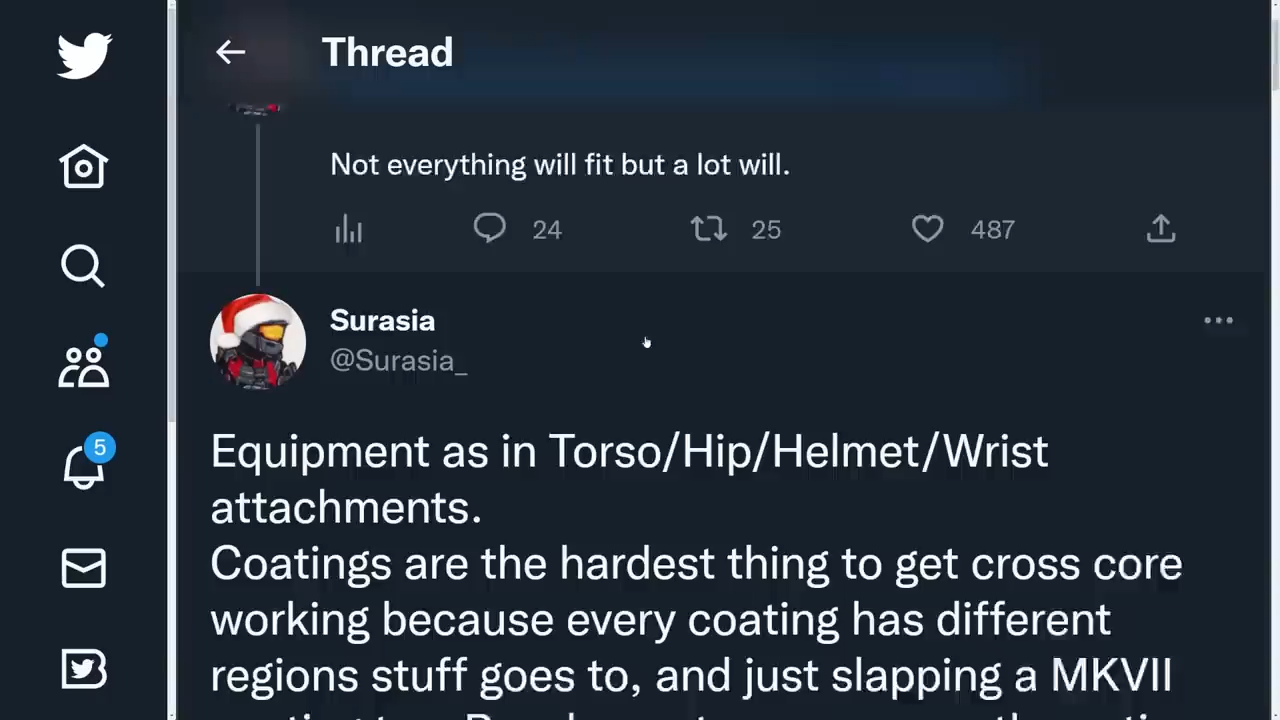 Thread
Not everything will fit but a lot will.
24 25 487
Surasia
@Surasia_
5
Equipment as in Torso/Hip/Helmet/Wrist
attachments.
Coatings are the hardest thing to get cross core
working because every coating has different
regions stuff goes to, and just slapping a MKVII